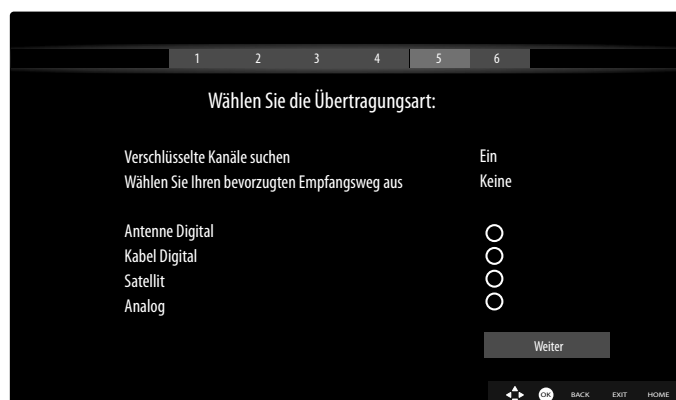 1 2 3 4 5 6
Wählen Sie die Übertragungsart:
Verschlüsselte Kanäle suchen Ein
Wählen Sie Ihren bevorzugten Empfangsweg aus Keine
Antenne Digital
Kabel Digital
Satellit
Analog
Weiter
OK BACK EXIT HOME